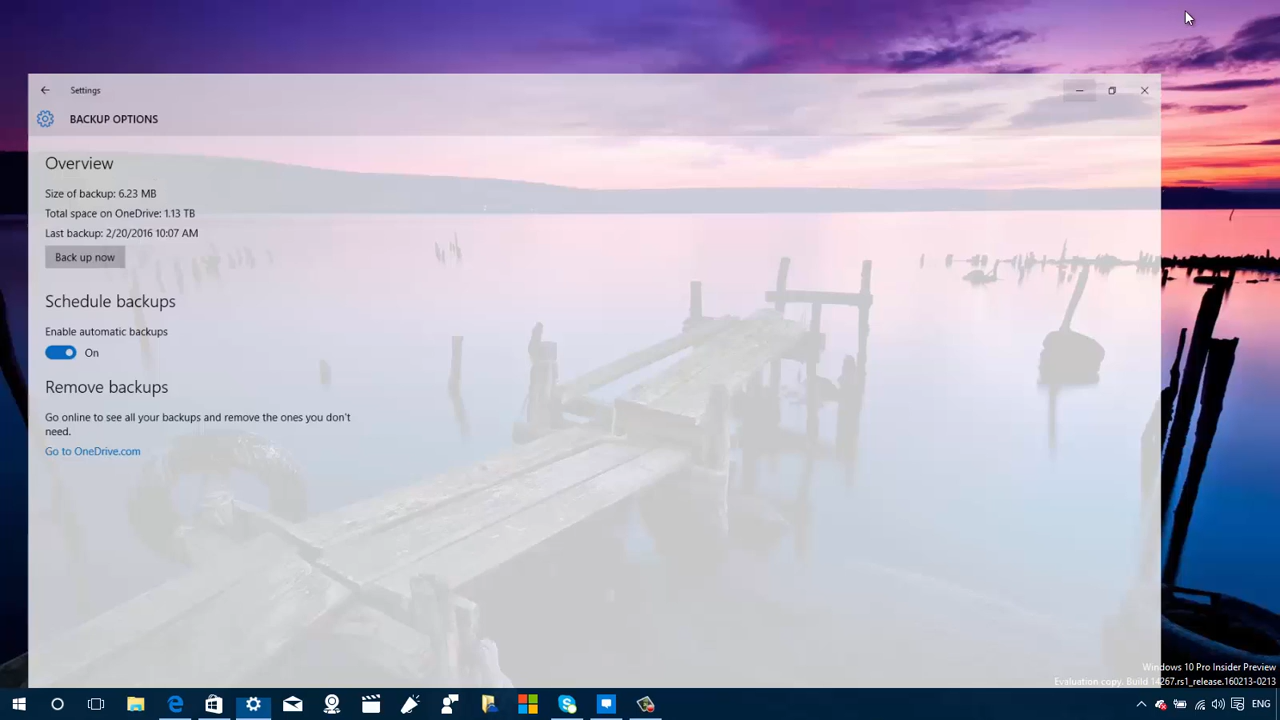 Settings
BACKUP OPTIONS
Overview
Size of backup: 6.23 MB
Total space on OneDrive: 1.13 TB
Last backup: 2/20/2016 10:07 AM
Back up now
Schedule backups
Enable automatic backups
On
Remove backups
Go online to see all your backups and remove the ones you don't
need.
Go to OneDrive.com
Windows 10 Pro Insider Preview
Evaluation copy. Build 14267.rs1_release.160213-0213
ENG